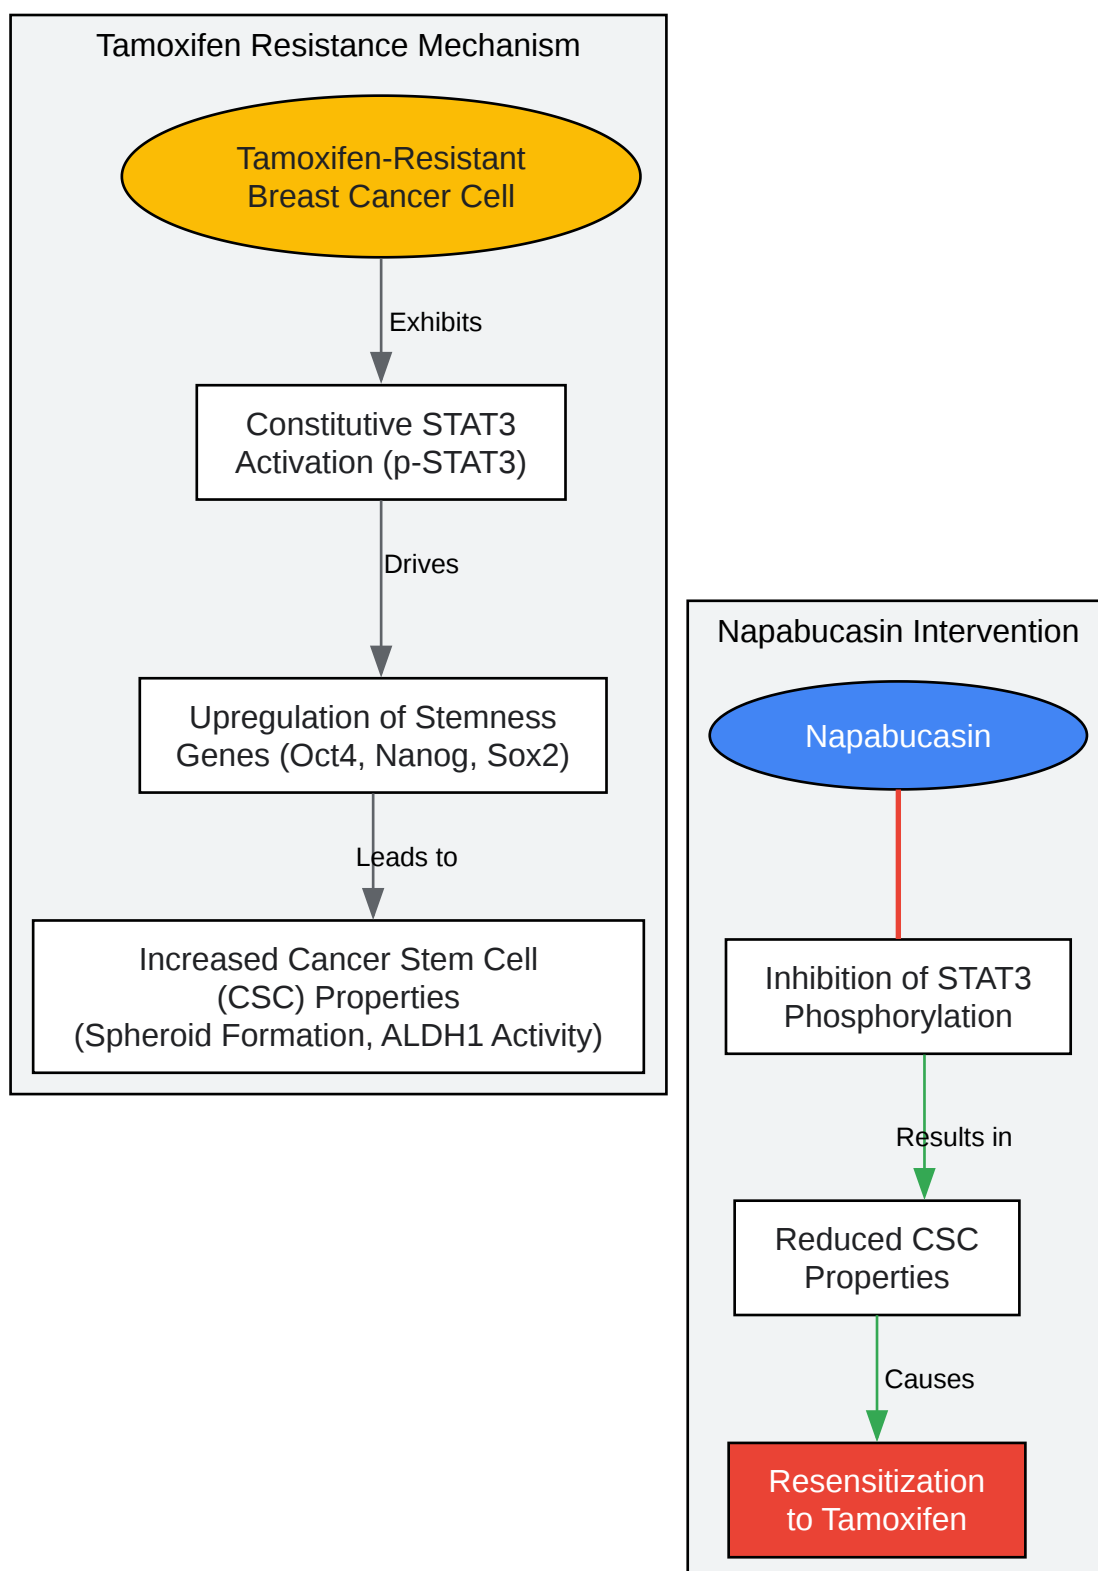 Tamoxifen Resistance Mechanism
Tamoxifen-Resistant
Breast Cancer Cell
Exhibits
Constitutive STAT3
Activation (p-STAT3)
Drives
Upregulation of Stemness
Genes (Oct4, Nanog, Sox2)
Leads to
Increased Cancer Stem Cell
(CSC) Properties
(Spheroid Formation, ALDH1 Activity)
Napabucasin Intervention
Napabucasin
Inhibition of STAT3
Phosphorylation
Results in
Reduced CSC
Properties
Causes
Resensitization
to Tamoxifen